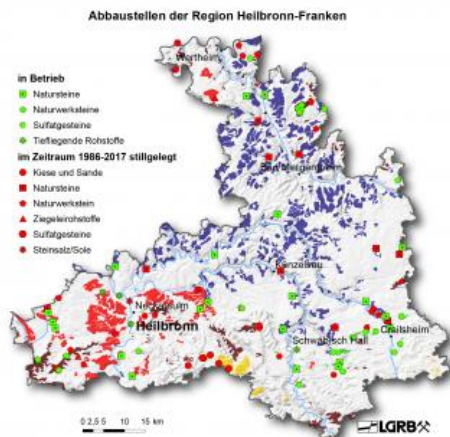 Abbaustellen der Region Heilbronn-Franken
Wertheim
in Betrieb
Natursteine
Naturwerksteine
Sulfatgesteine
Tiefliegende Rohstoffe
im Zeitraum 1986-2017 stillgelegt
Kiese und Sande
Natursteine
Naturwerkstein
Ziegeleirohstoffe
Sulfatgesteine
Steinsalz/Sole
Bad Mergentheim
Künzelsau
Neckarsulm
Heilbronn
Crailsheim
Schwäbisch Hall
0 2,5 5 10 15 km
LGRB